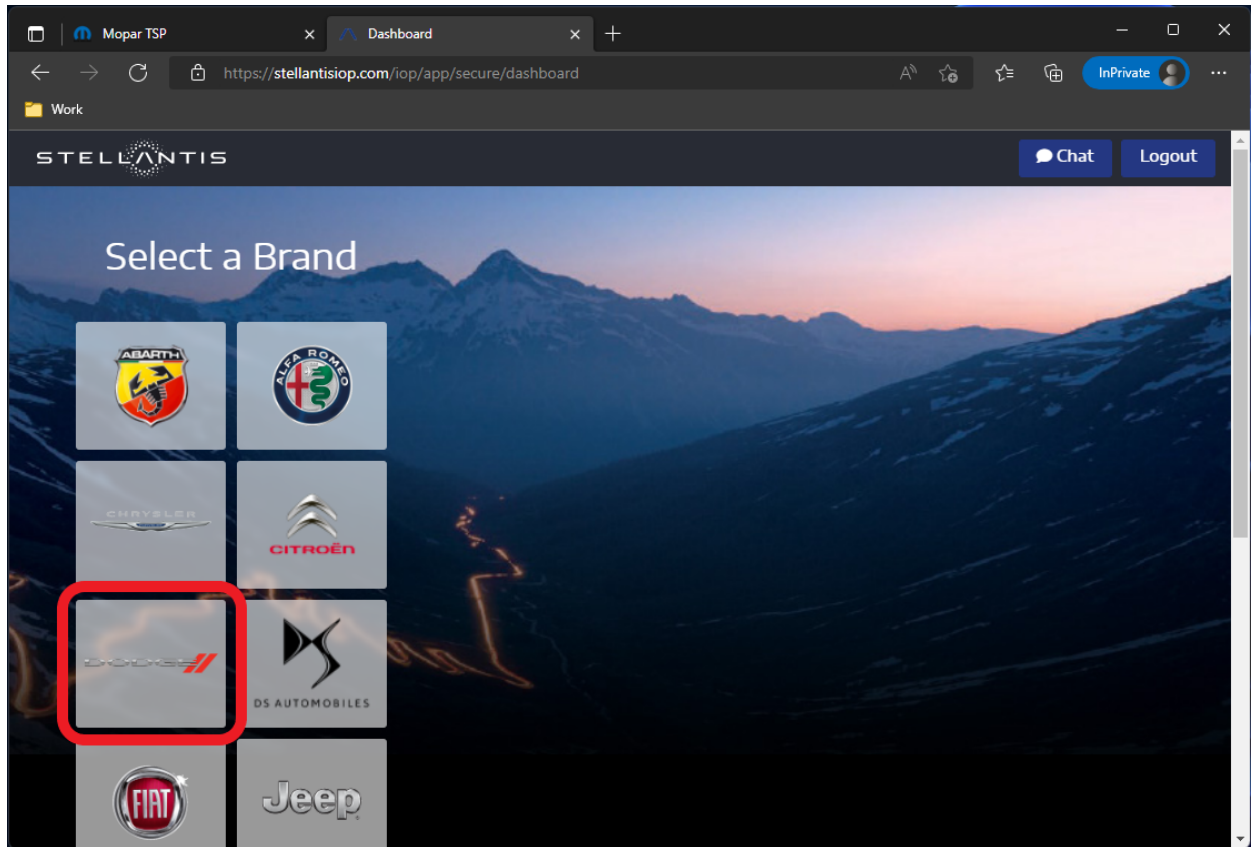 Mopar TSP
Dashboard
https://stellantisiop.com/iop/app/secure/dashboard
InPrivate
Work
STELLANTIS
Chat
Logout
Select a Brand
ABARTH
ALFA ROMEO
CHRYSLER
CITROËN
DODGE
DS AUTOMOBILES
FIAT
Jeep